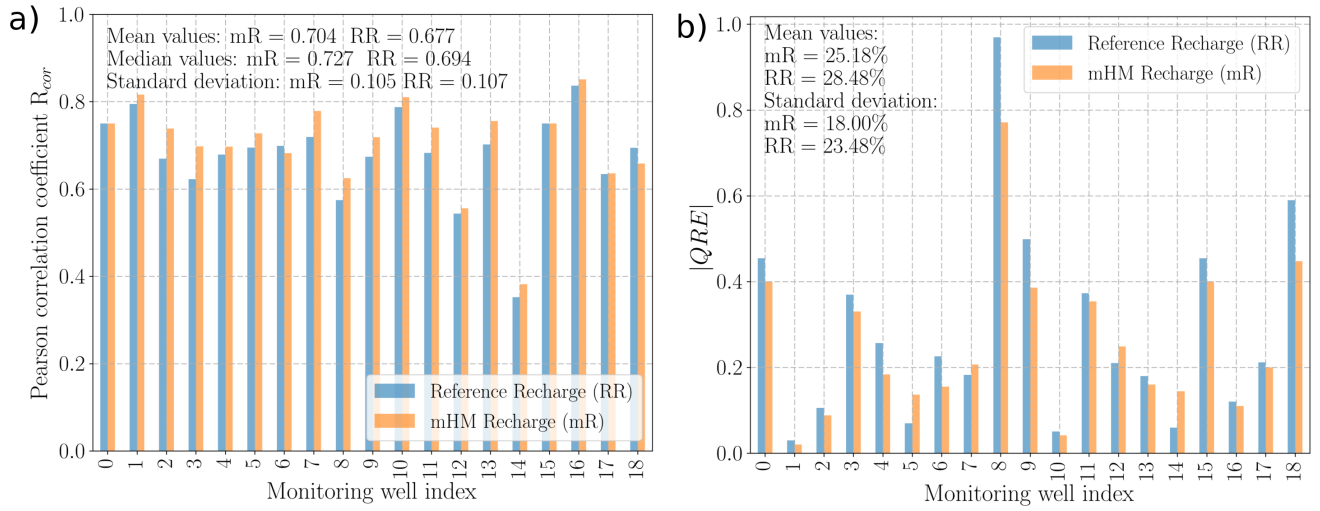 a)
Mean values: mR = 0.704 RR = 0.677
Median values: mR = 0.727 RR = 0.694
Standard deviation: mR = 0.105 RR = 0.107
Pearson correlation coefficient R_cor
1.0
0.8
0.6
0.4
0.2
0.0
Reference Recharge (RR)
mHM Recharge (mR)
0 1 2 3 4 5 6 7 8 9 10 11 12 13 14 15 16 17 18
Monitoring well index
b)
Mean values:
mR = 25.18%
RR = 28.48%
Standard deviation:
mR = 18.00%
RR = 23.48%
Reference Recharge (RR)
mHM Recharge (mR)
|QRE|
1.0
0.8
0.6
0.4
0.2
0.0
0 1 2 3 4 5 6 7 8 9 10 11 12 13 14 15 16 17 18
Monitoring well index